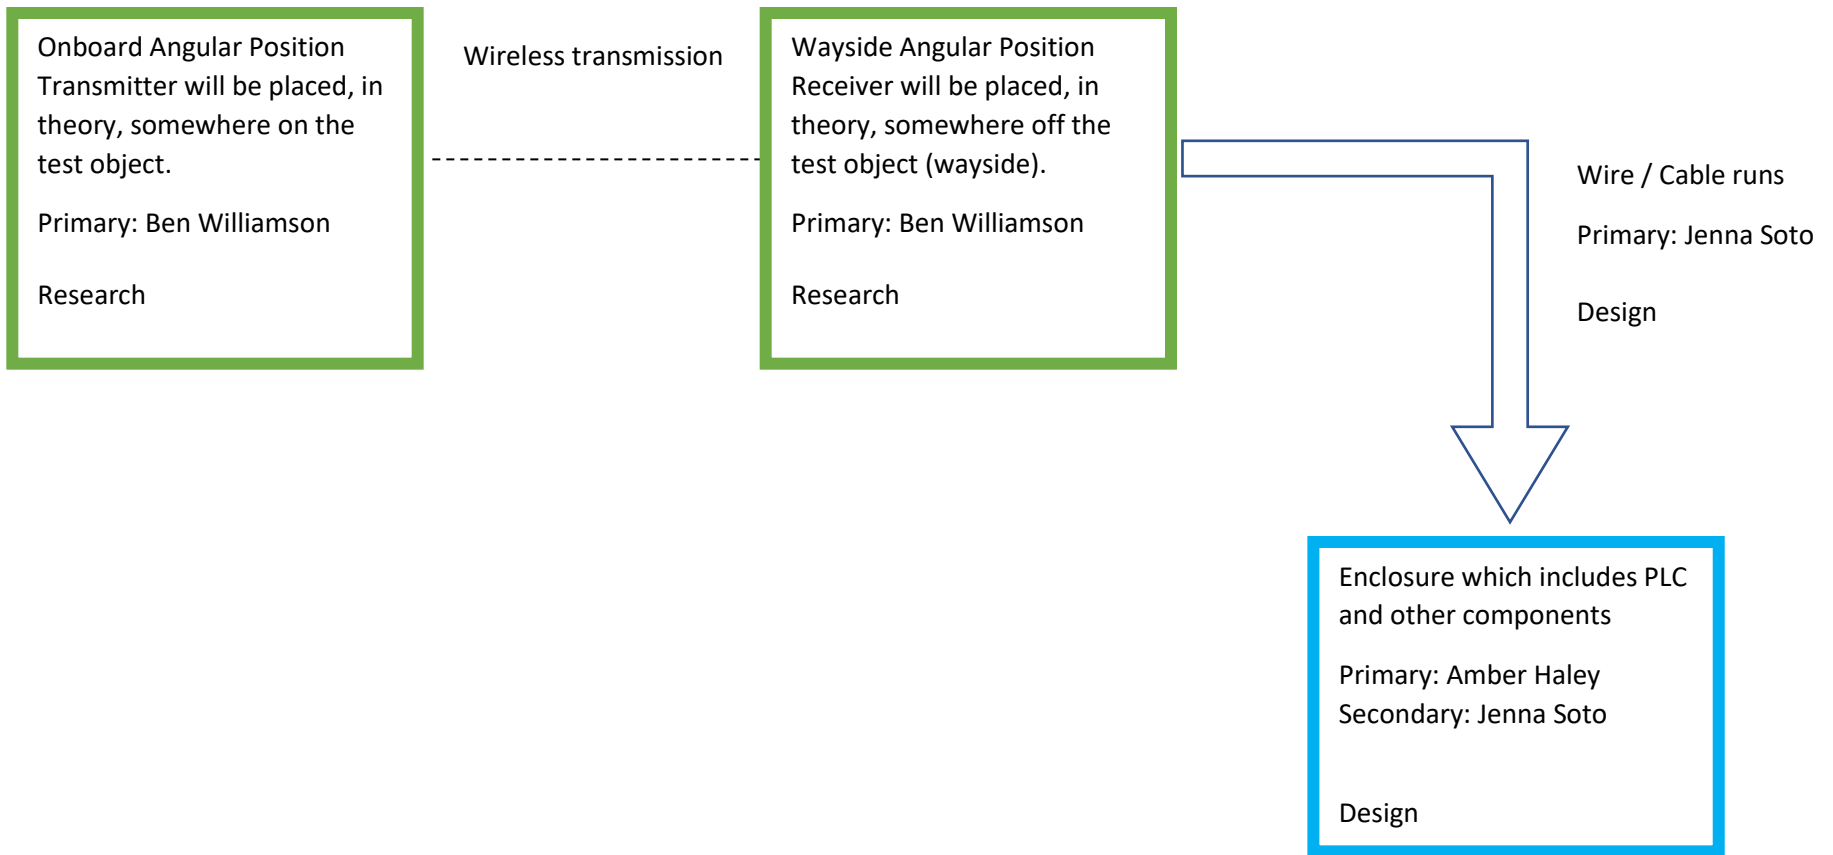 Onboard Angular Position
Transmitter will be placed, in
theory, somewhere on the
test object.
Primary: Ben Williamson
Research
Wireless transmission
Wayside Angular Position
Receiver will be placed, in
theory, somewhere off the
test object (wayside).
Primary: Ben Williamson
Research
Wire / Cable runs
Primary: Jenna Soto
Design
Enclosure which includes PLC
and other components
Primary: Amber Haley
Secondary: Jenna Soto
Design